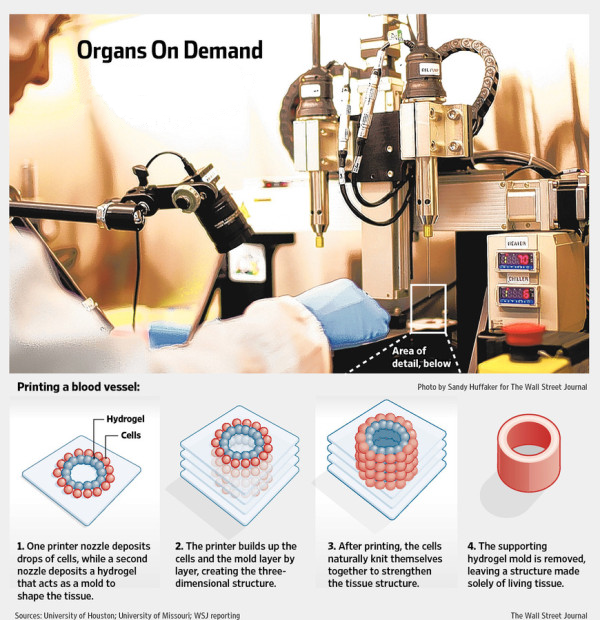 Organs On Demand
HEATER
70
CHILLER
6
Area of
detail, below
Printing a blood vessel:
Photo by Sandy Huffaker for The Wall Street Journal
Hydrogel
Cells
1. One printer nozzle deposits
drops of cells, while a second
nozzle deposits a hydrogel
that acts as a mold to
shape the tissue.
2. The printer builds up the
cells and the mold layer by
layer, creating the three-
dimensional structure.
3. After printing, the cells
naturally knit themselves
together to strengthen
the tissue structure.
4. The supporting
hydrogel mold is removed,
leaving a structure made
solely of living tissue.
Sources: University of Houston; University of Missouri; WSJ reporting
The Wall Street Journal